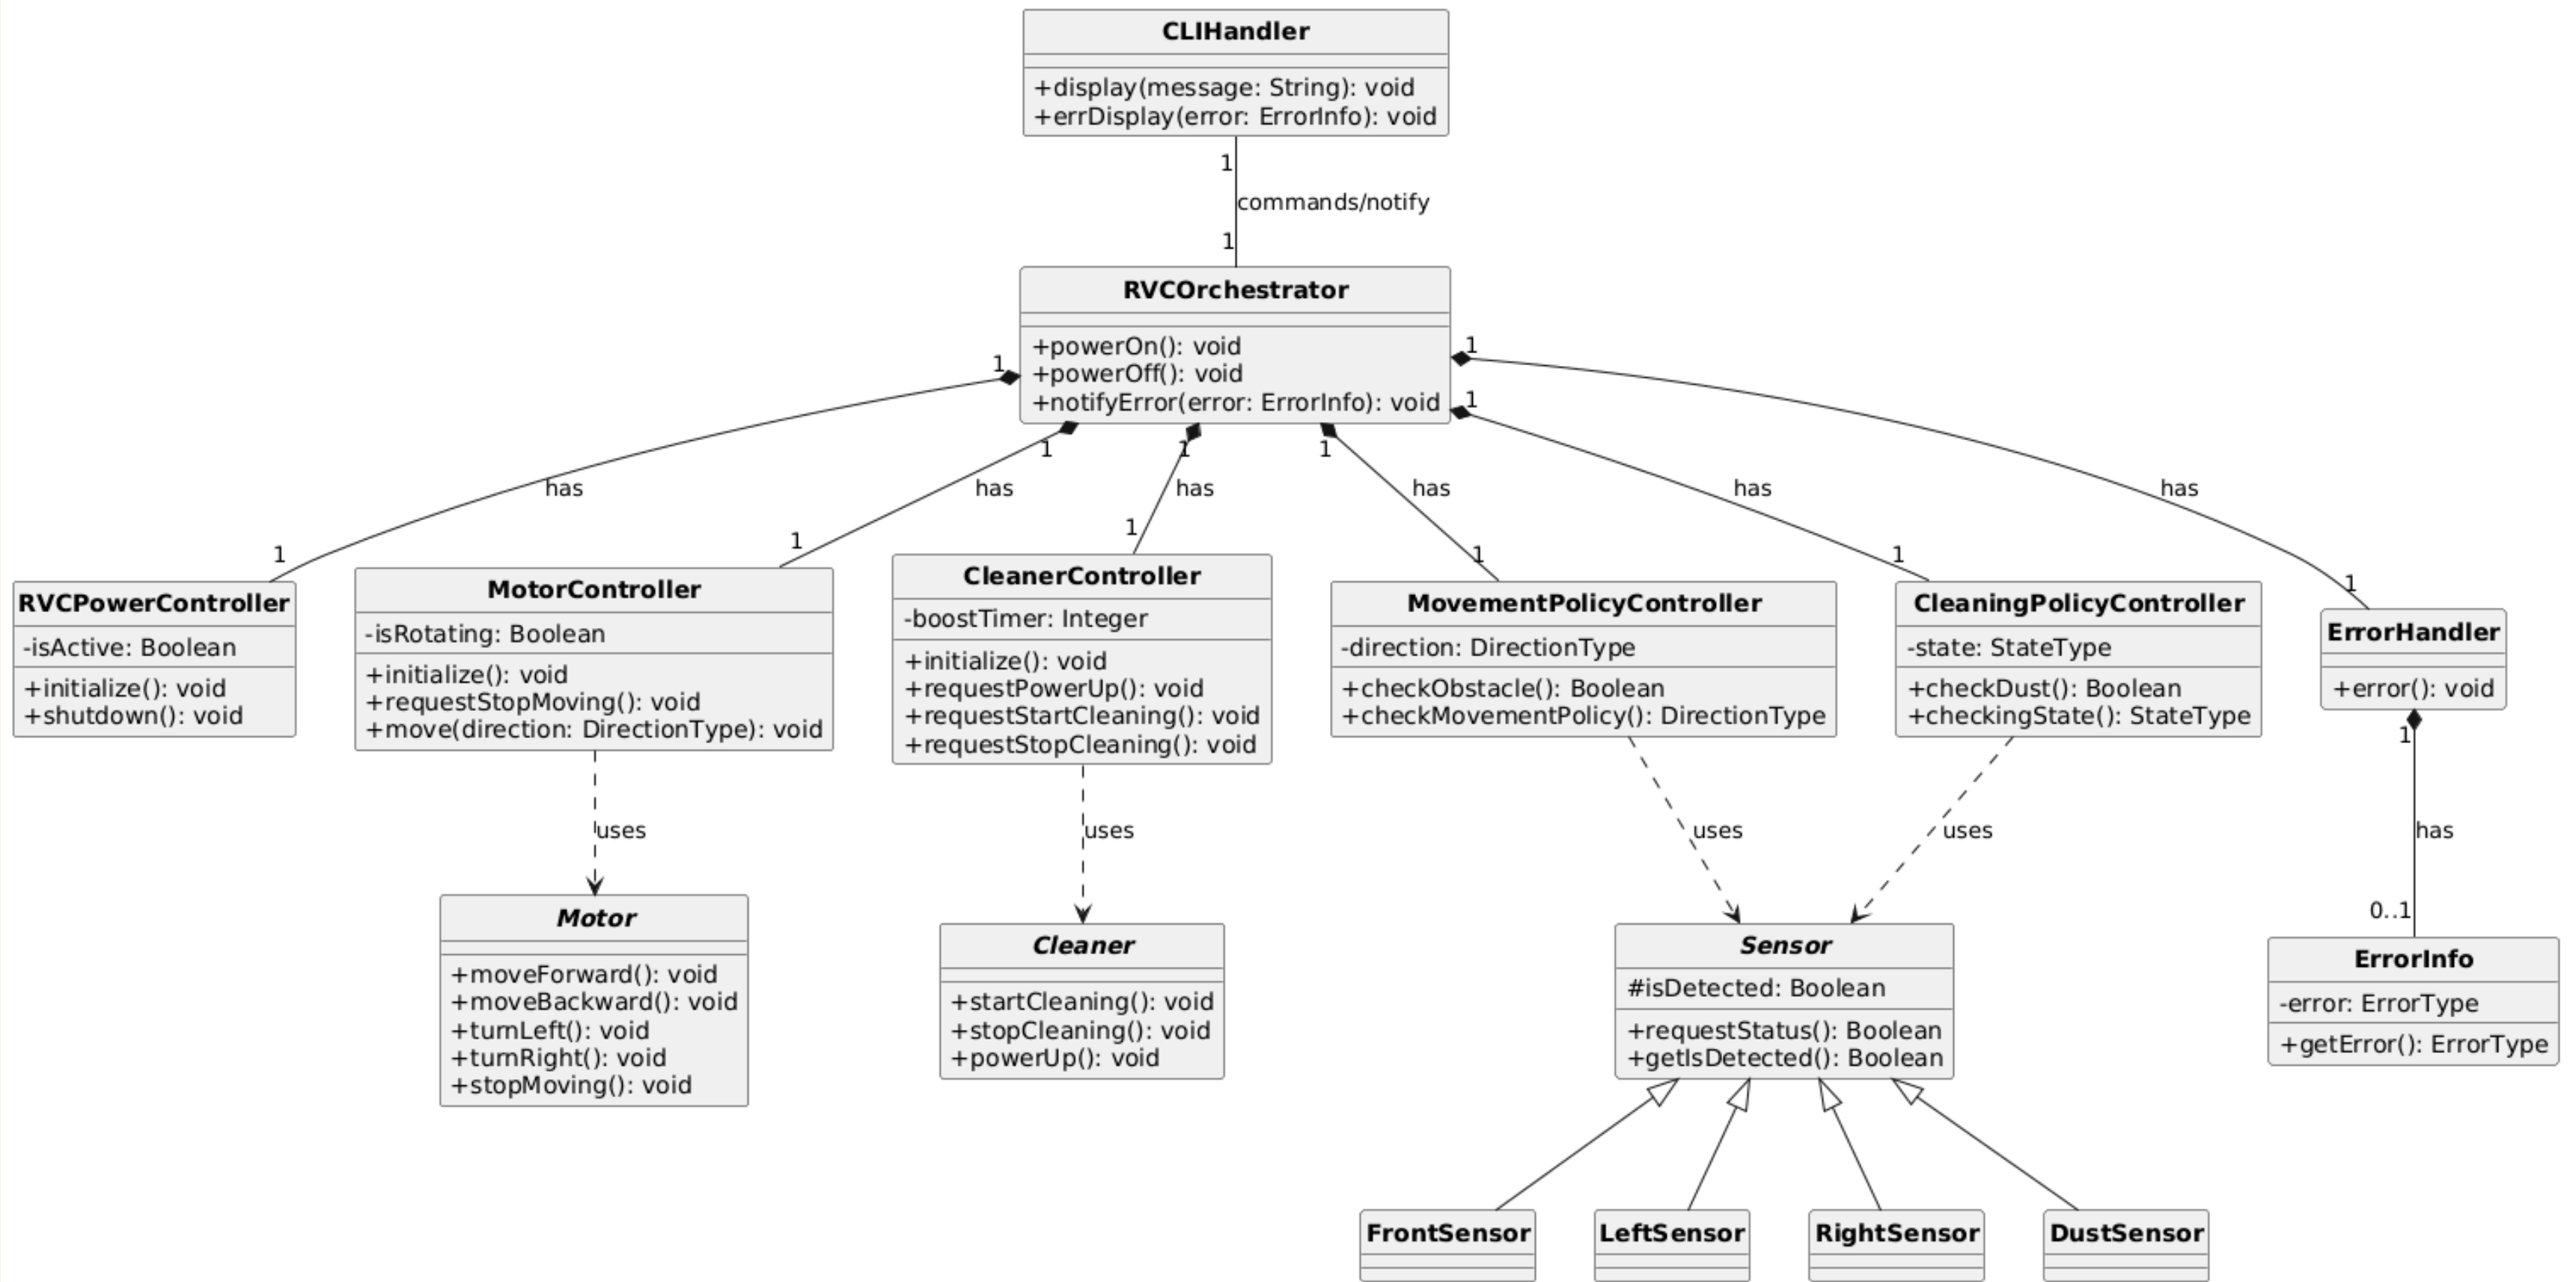 CLIHandler
+display(message: String): void
+errDisplay(error: ErrorInfo): void
1
commands/notify
1
RVCOrchestrator
+powerOn(): void
+powerOff(): void
+notifyError(error: ErrorInfo): void
1
1
1
1
1
1
has
has
has
has
has
has
1
1
1
1
1
1
RVCPowerController
-isActive: Boolean
+initialize(): void
+shutdown(): void
MotorController
-isRotating: Boolean
+initialize(): void
+requestStopMoving(): void
+move(direction: DirectionType): void
CleanerController
-boostTimer: Integer
+initialize(): void
+requestPowerUp(): void
+requestStartCleaning(): void
+requestStopCleaning(): void
MovementPolicyController
-direction: DirectionType
+checkObstacle(): Boolean
+checkMovementPolicy(): DirectionType
CleaningPolicyController
-state: StateType
+checkDust(): Boolean
+checkingState(): StateType
ErrorHandler
+error(): void
1
uses
uses
uses
uses
has
0..1
Motor
+moveForward(): void
+moveBackward(): void
+turnLeft(): void
+turnRight(): void
+stopMoving(): void
Cleaner
+startCleaning(): void
+stopCleaning(): void
+powerUp(): void
Sensor
#isDetected: Boolean
+requestStatus(): Boolean
+getIsDetected(): Boolean
ErrorInfo
-error: ErrorType
+getError(): ErrorType
FrontSensor
LeftSensor
RightSensor
DustSensor